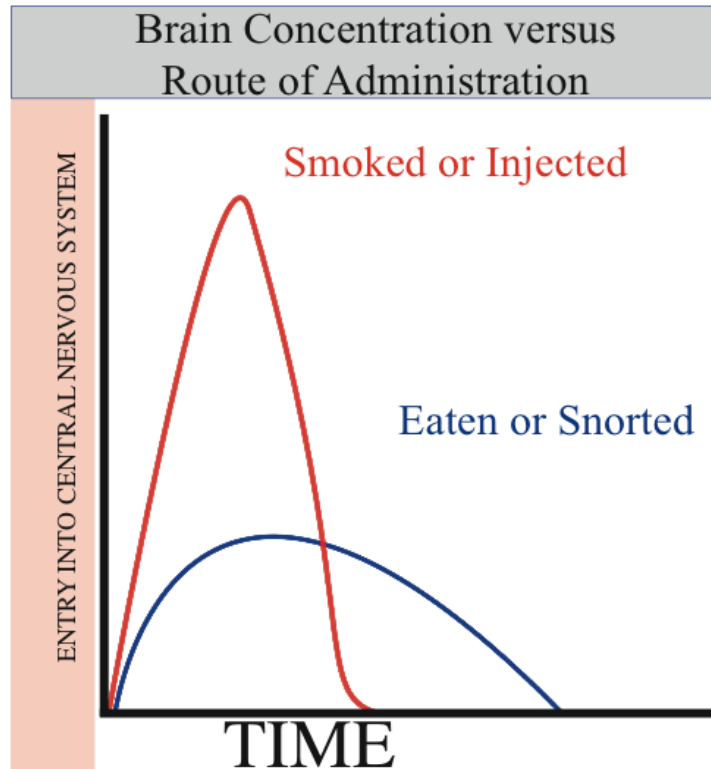 Brain Concentration versus
Route of Administration
Smoked or Injected
Eaten or Snorted
ENTRY INTO CENTRAL NERVOUS SYSTEM
TIME